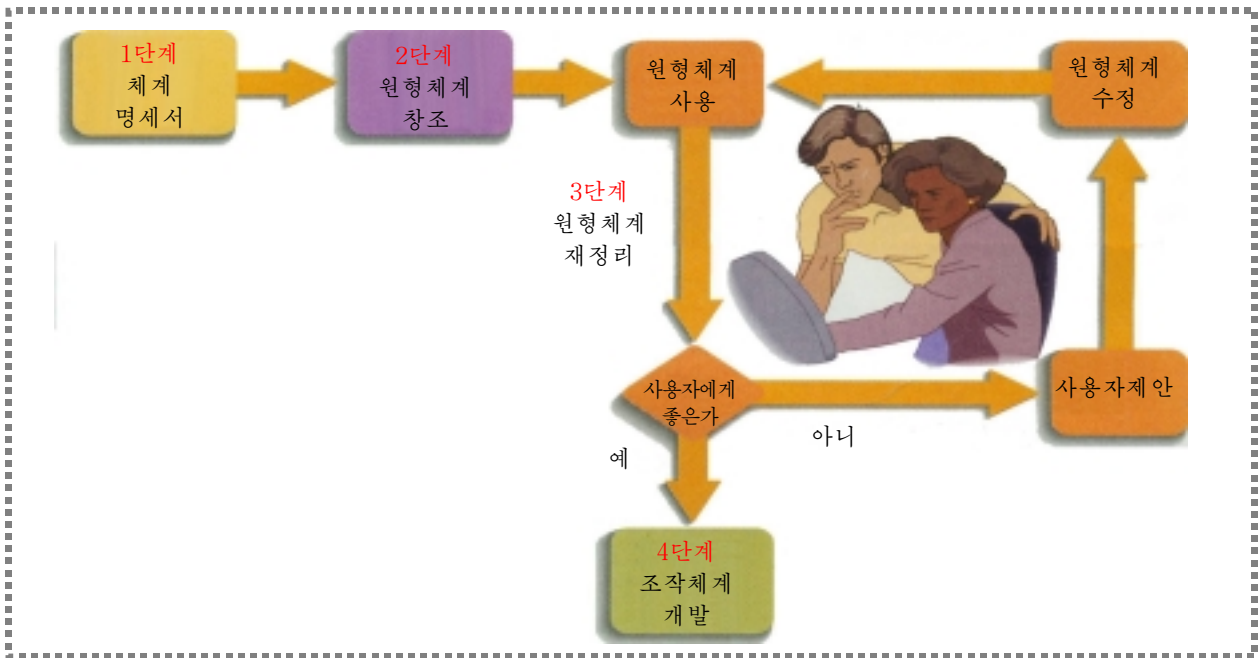 1단계
체계
명세서
2단계
원형체계
창조
원형체계
사용
원형체계
수정
3단계
원형체계
재정리
사용자에게
좋은가
아니
사용자제안
예
4단계
조작체계
개발